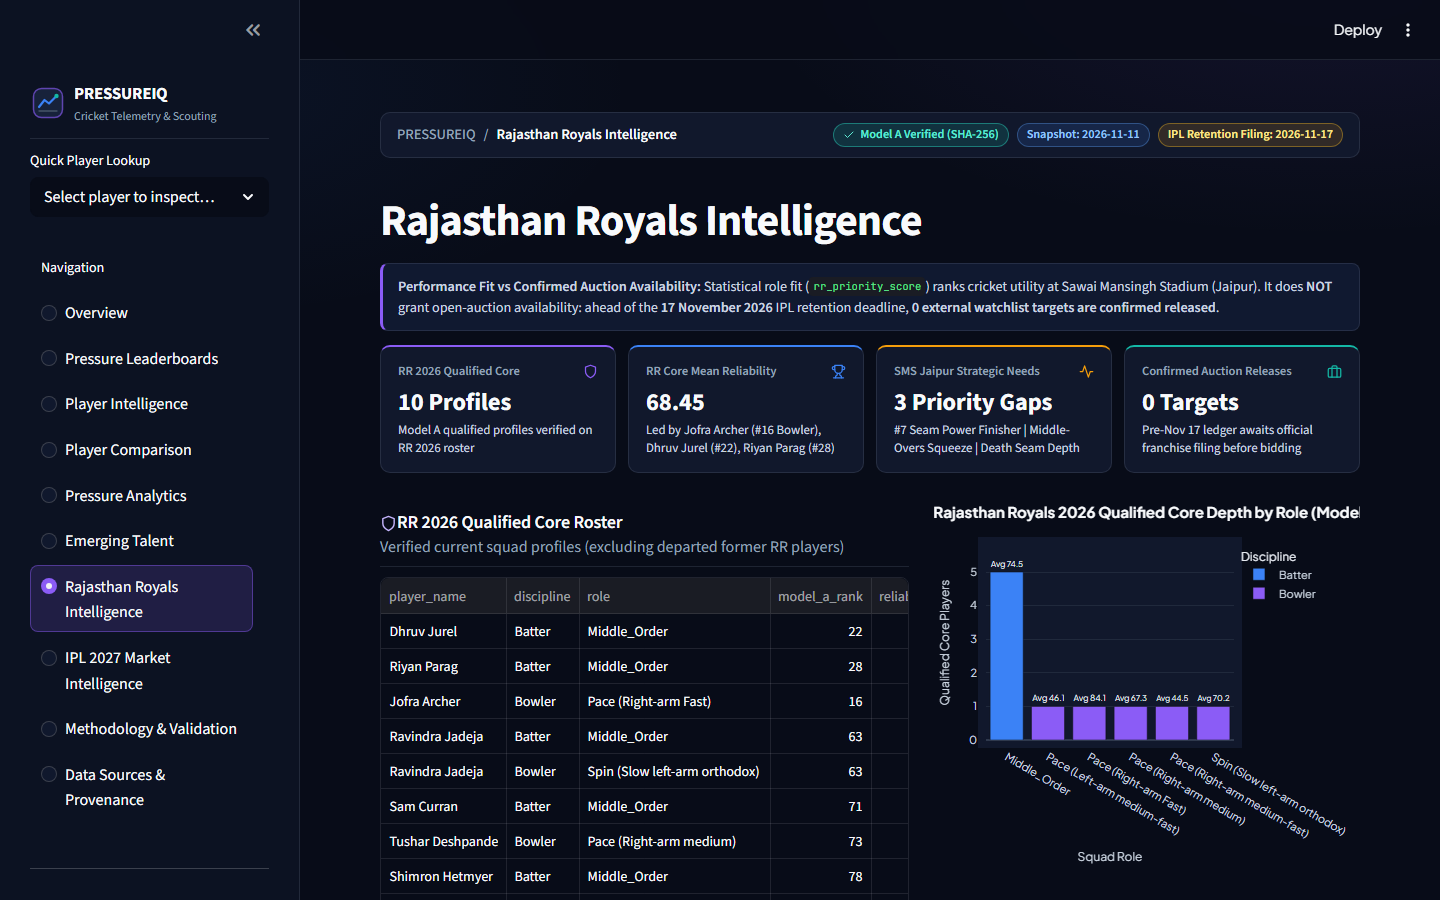 Deploy
PRESSUREIQ
Cricket Telemetry & Scouting
Quick Player Lookup
Select player to inspect...
Navigation
Overview
Pressure Leaderboards
Player Intelligence
Player Comparison
Pressure Analytics
Emerging Talent
Rajasthan Royals
Intelligence
IPL 2027 Market
Intelligence
Methodology & Validation
Data Sources &
Provenance
PRESSUREIQ / Rajasthan Royals Intelligence
Model A Verified (SHA-256)
Snapshot: 2026-11-11
IPL Retention Filing: 2026-11-17
Rajasthan Royals Intelligence
Performance Fit vs Confirmed Auction Availability: Statistical role fit ( rr_priority_score ) ranks cricket utility at Sawai Mansingh Stadium (Jaipur). It does NOT
grant open-auction availability: ahead of the 17 November 2026 IPL retention deadline, 0 external watchlist targets are confirmed released.
RR 2026 Qualified Core
10 Profiles
Model A qualified profiles verified on
RR 2026 roster
RR Core Mean Reliability
68.45
Led by Jofra Archer (#16 Bowler),
Dhruv Jurel (#22), Riyan Parag (#28)
SMS Jaipur Strategic Needs
3 Priority Gaps
#7 Seam Power Finisher | Middle-
Overs Squeeze | Death Seam Depth
Confirmed Auction Releases
0 Targets
Pre-Nov 17 ledger awaits official
franchise filing before bidding
RR 2026 Qualified Core Roster
Verified current squad profiles (excluding departed former RR players)
player_name discipline role model_a_rank reliab
Dhruv Jurel Batter Middle_Order 22
Riyan Parag Batter Middle_Order 28
Jofra Archer Bowler Pace (Right-arm Fast) 16
Ravindra Jadeja Batter Middle_Order 63
Ravindra Jadeja Bowler Spin (Slow left-arm orthodox) 63
Sam Curran Batter Middle_Order 71
Tushar Deshpande Bowler Pace (Right-arm medium) 73
Shimron Hetmyer Batter Middle_Order 78
Rajasthan Royals 2026 Qualified Core Depth by Role (Model
Discipline
Batter
Bowler
Qualified Core Players
5
4
3
2
1
0
Avg 74.5
Avg 46.1
Avg 84.1
Avg 67.3
Avg 44.5
Avg 70.2
Middle_Order
Pace (Left-arm medium-fast)
Pace (Right-arm Fast)
Pace (Right-arm medium)
Pace (Right-arm medium-fast)
Spin (Slow left-arm orthodox)
Squad Role